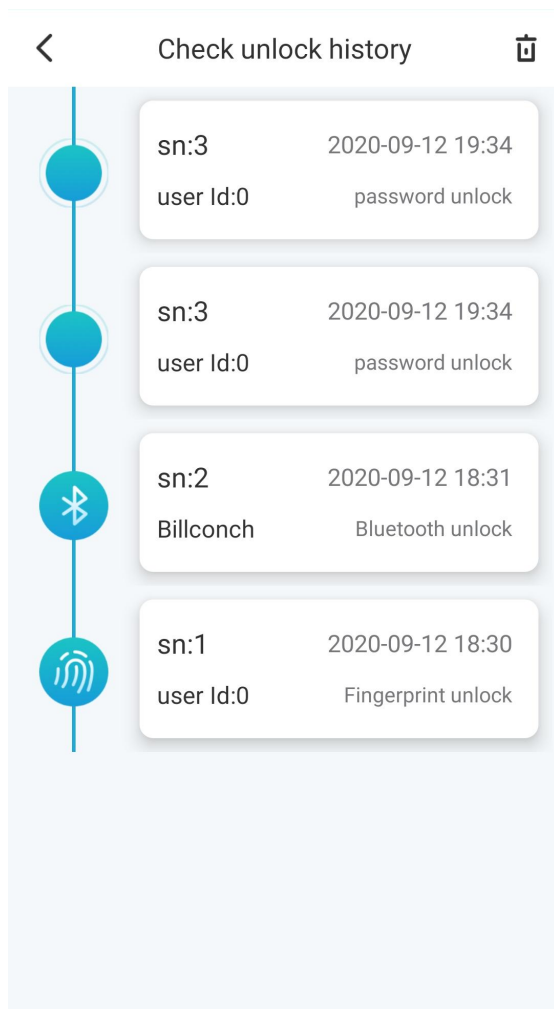 Check unlock history
sn:3 2020-09-12 19:34
user Id:0 password unlock
sn:3 2020-09-12 19:34
user Id:0 password unlock
sn:2 2020-09-12 18:31
Billconch Bluetooth unlock
sn:1 2020-09-12 18:30
user Id:0 Fingerprint unlock